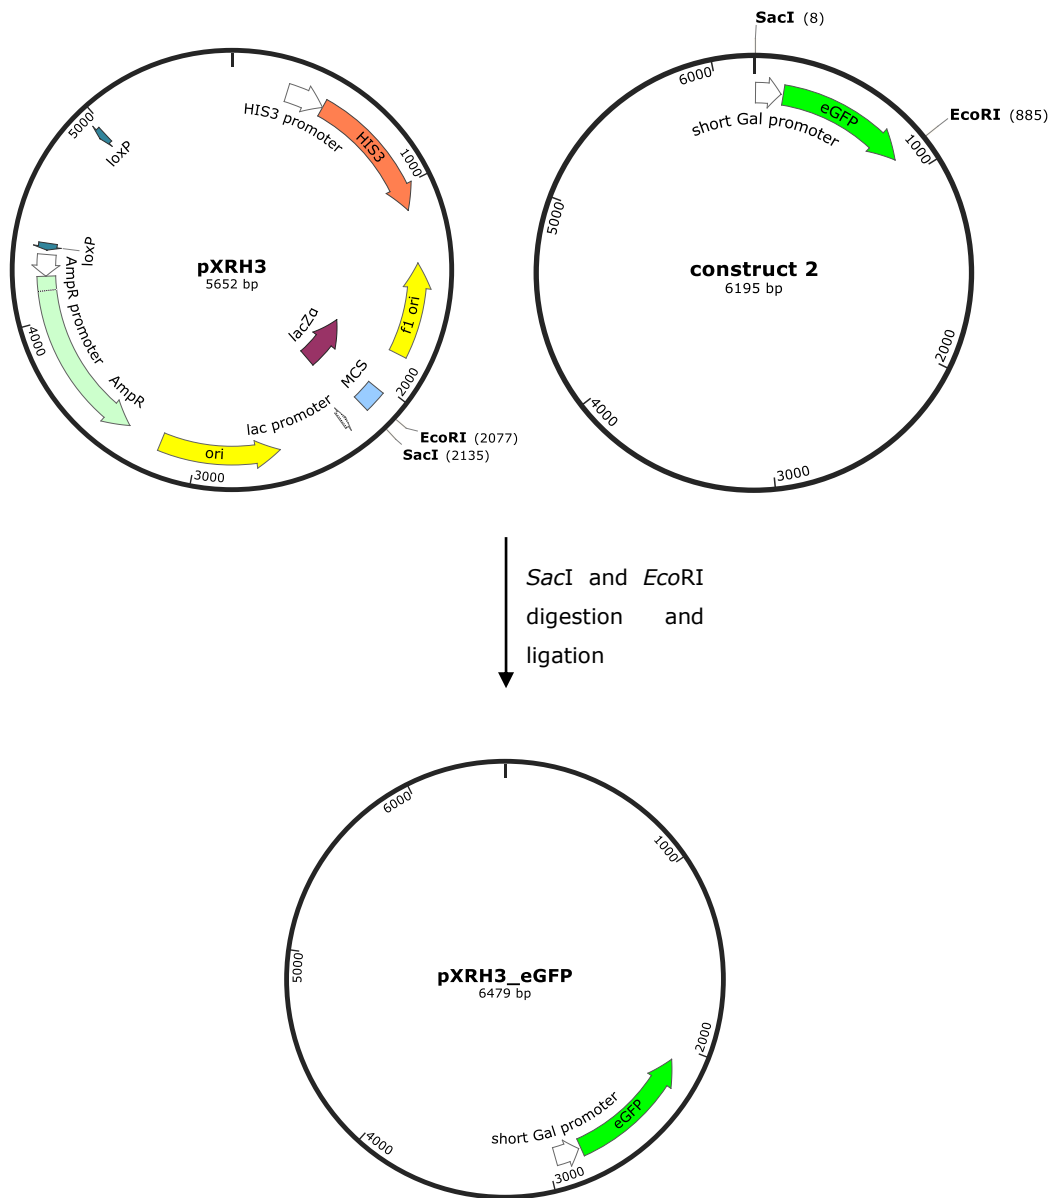 HIS3 promoter
HIS3
1000
f1 ori
2000
MCS
EcoRI (2077)
SacI (2135)
lac promoter
lacZα
ori
3000
AmpR
AmpR promoter
4000
loxP
loxP
5000
pXRH3
5652 bp
SacI (8)
short Gal promoter
eGFP
EcoRI (885)
1000
2000
3000
4000
5000
6000
construct 2
6195 bp
SacI and EcoRI
digestion and
ligation
1000
2000
3000
4000
5000
6000
pXRH3_eGFP
6479 bp
short Gal promoter
eGFP